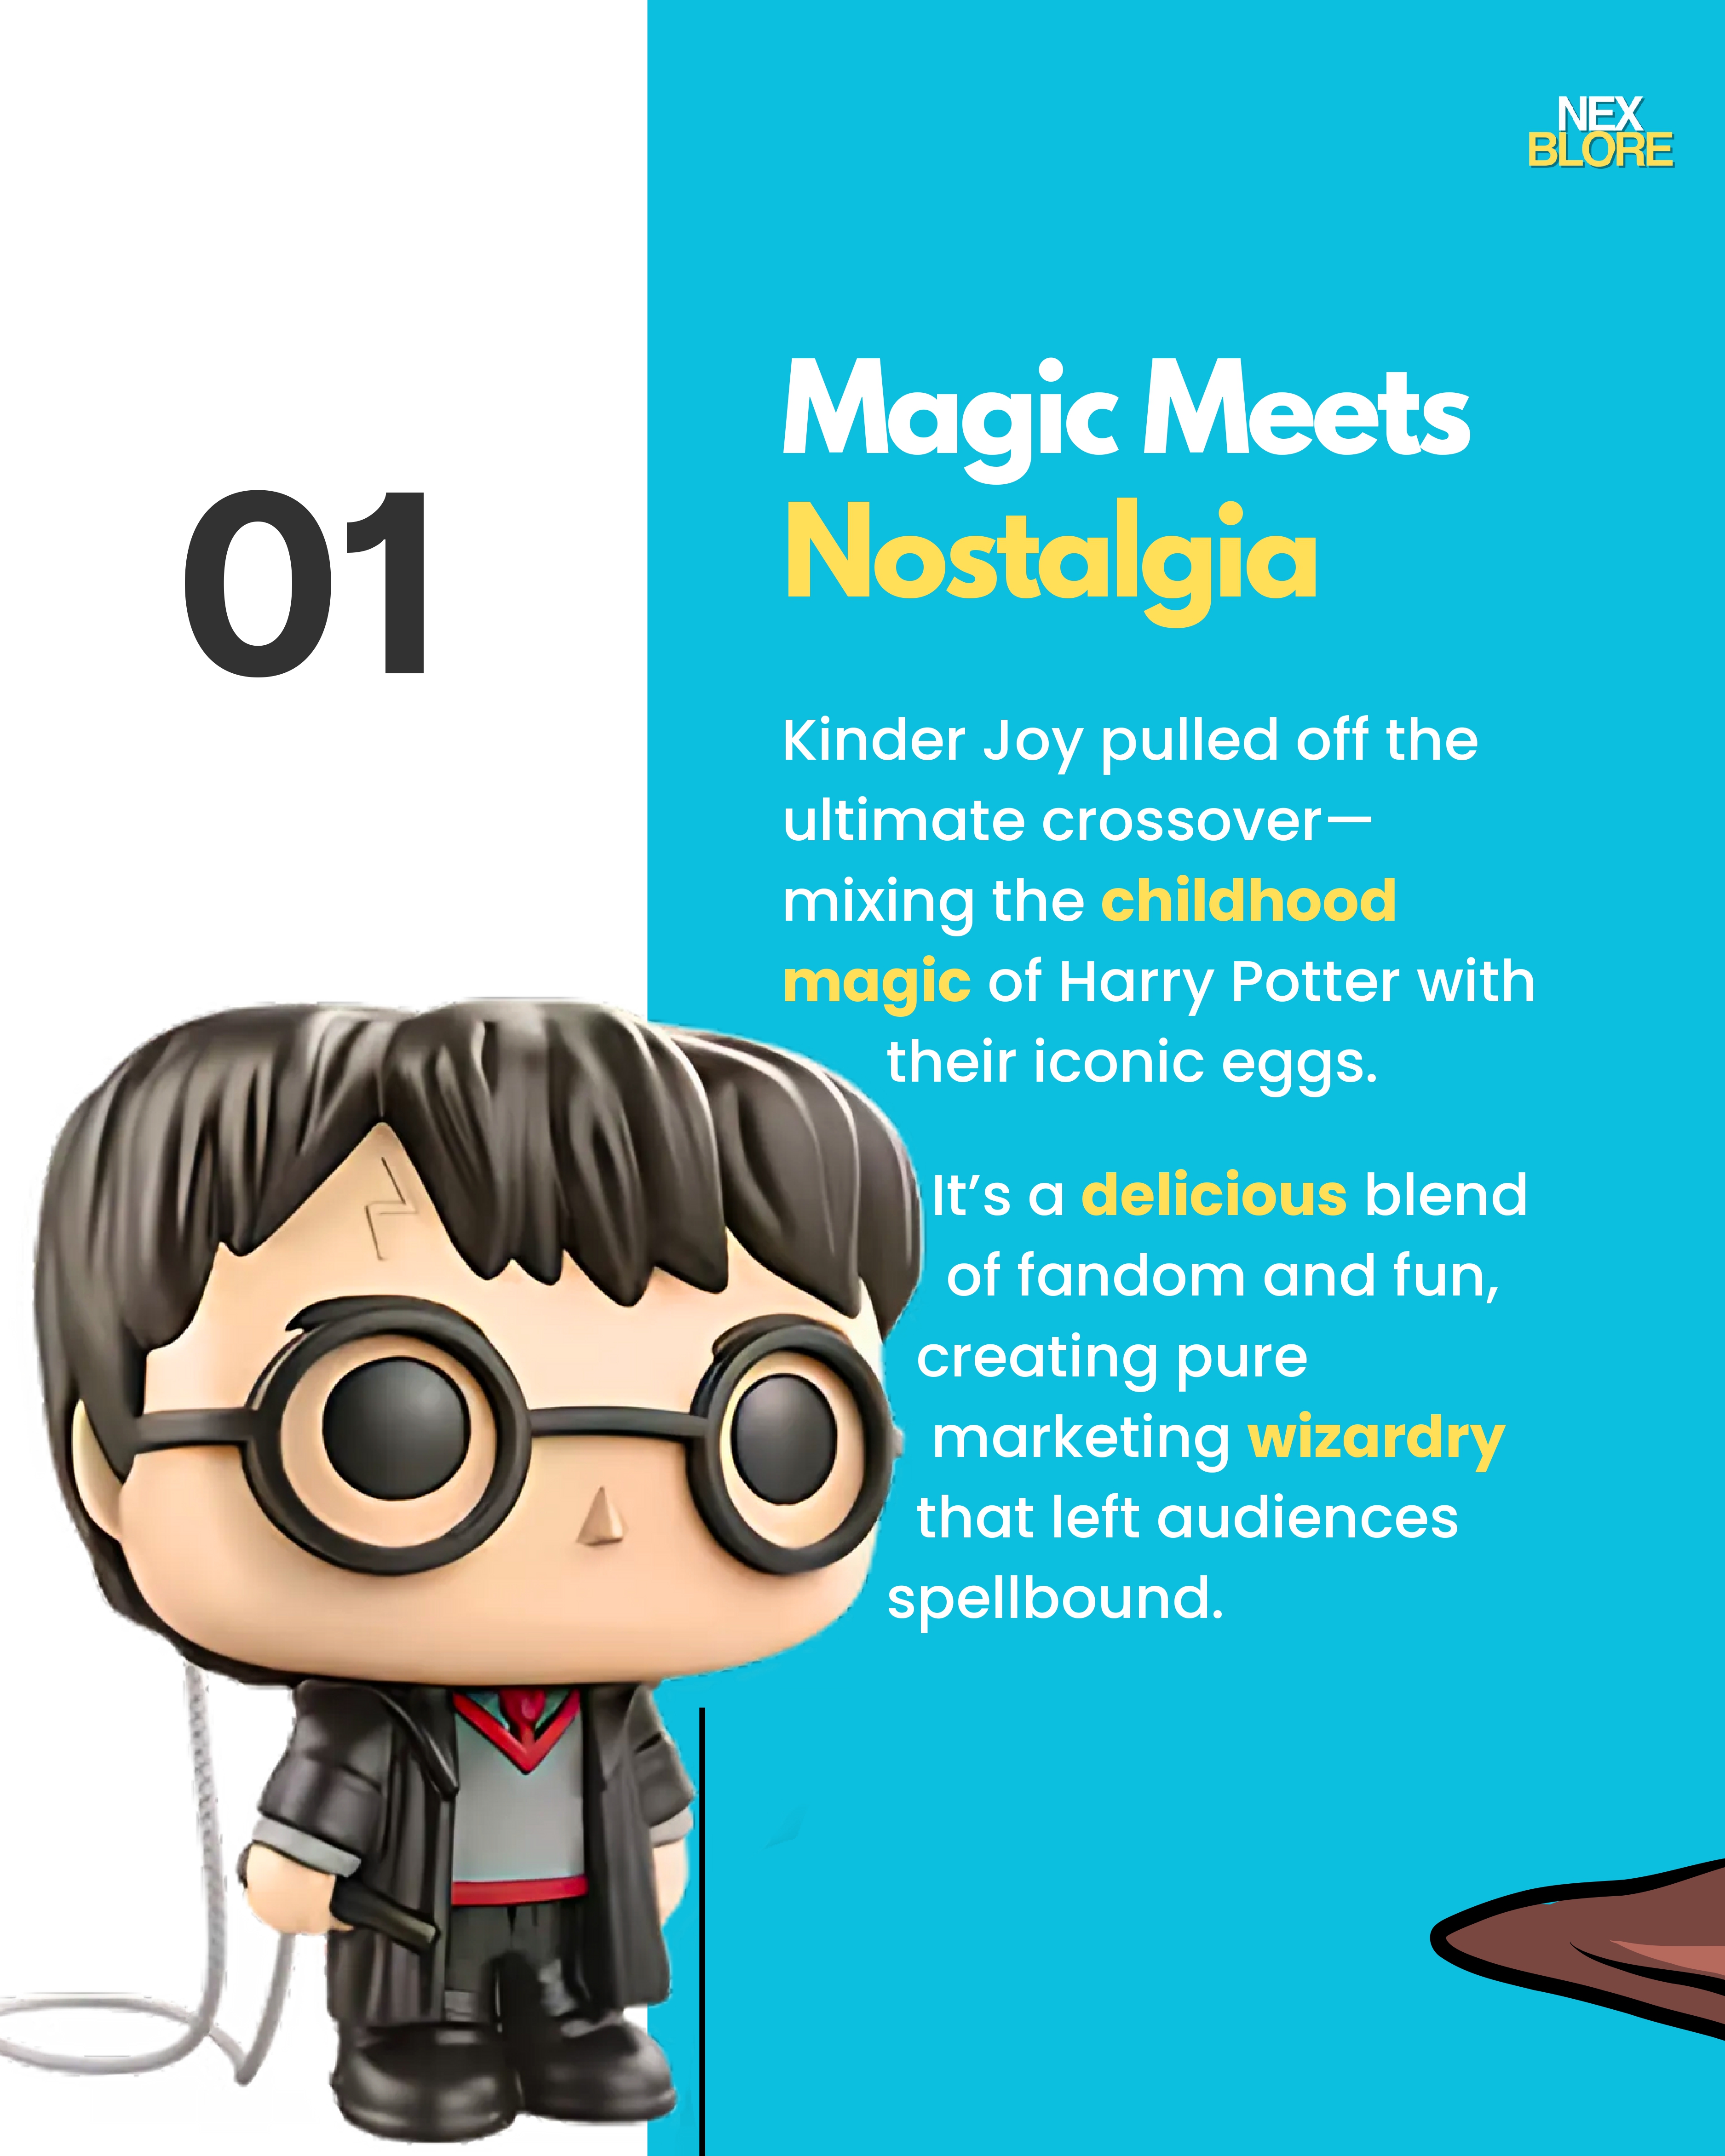 NEX
BLORE
01
Magic Meets
Nostalgia
Kinder Joy pulled off the
ultimate crossover—
mixing the childhood
magic of Harry Potter with
their iconic eggs.
It’s a delicious blend
of fandom and fun,
creating pure
marketing wizardry
that left audiences
spellbound.